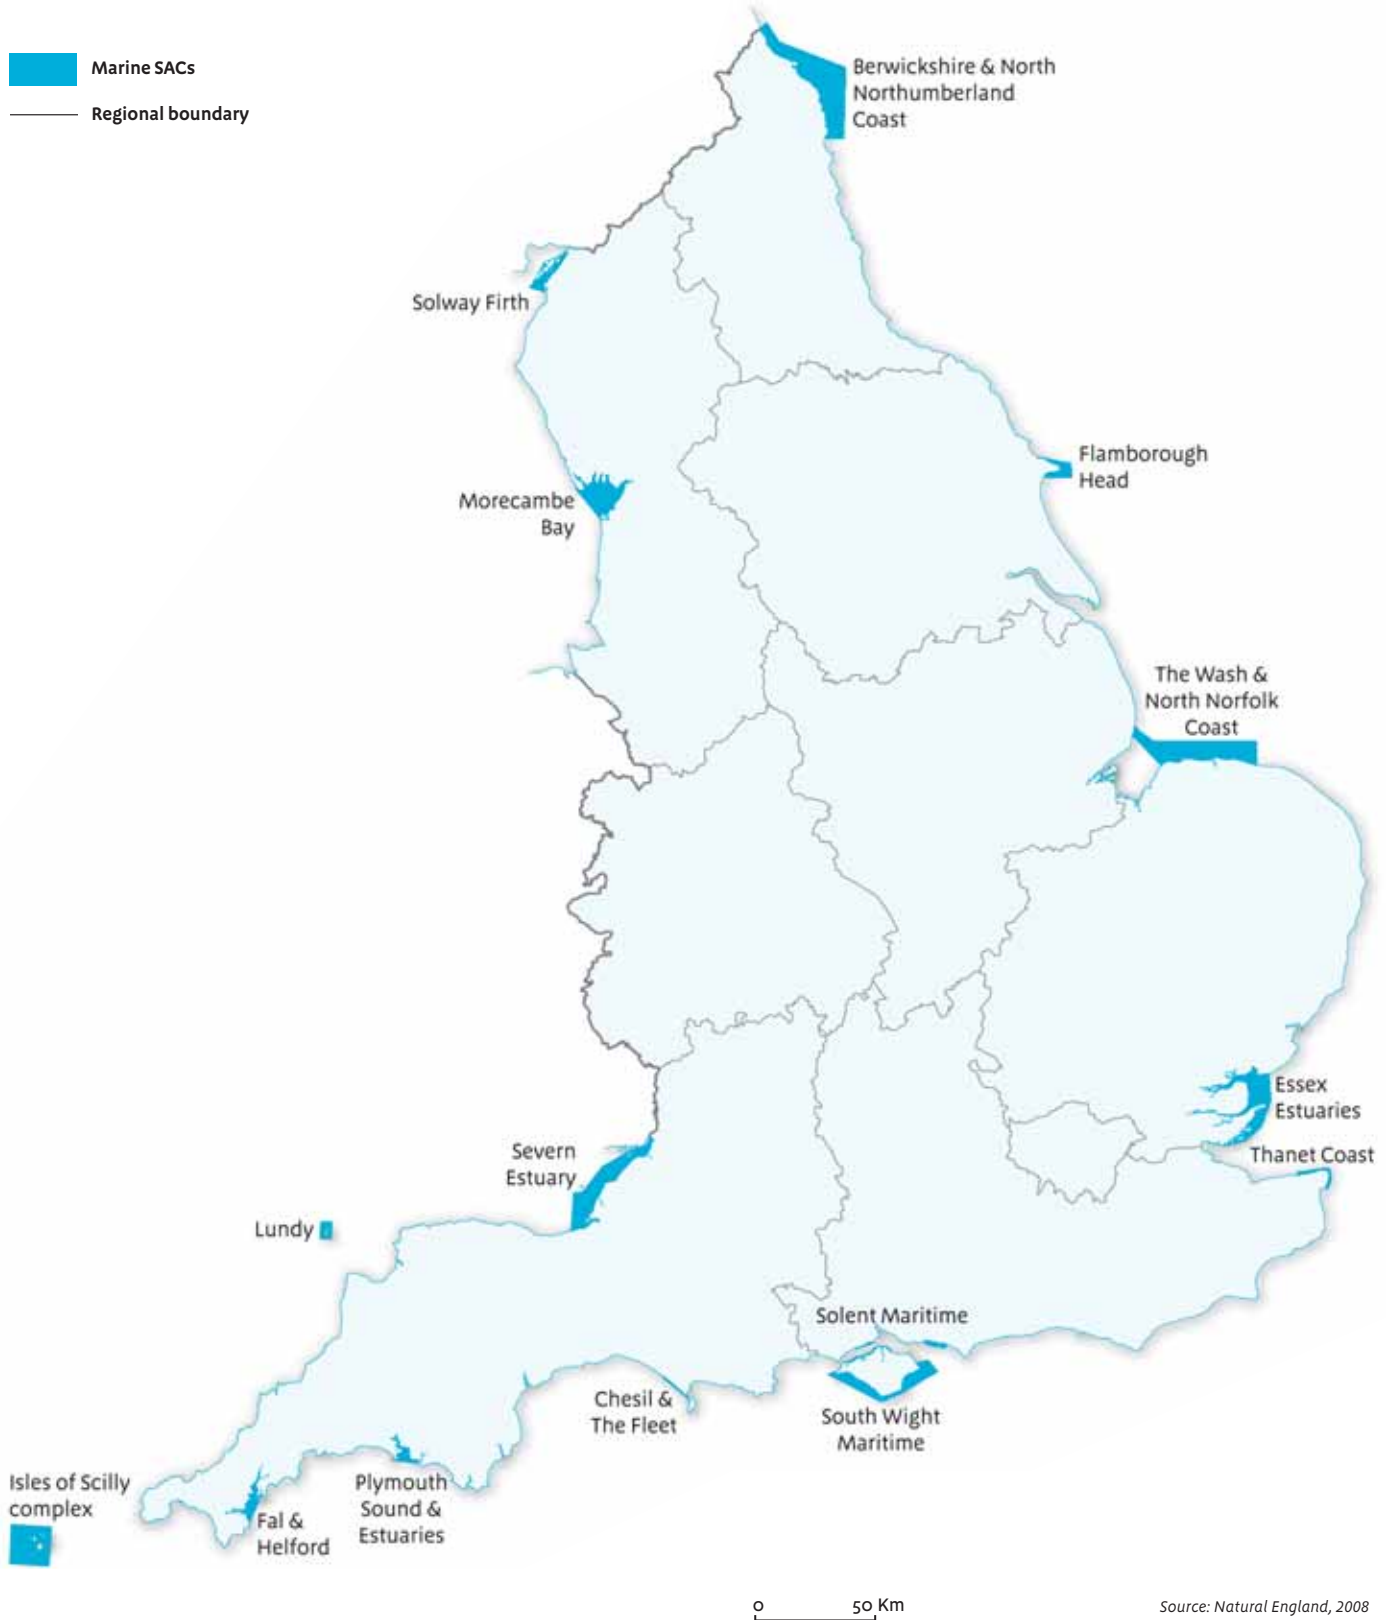 Marine SACs
Regional boundary
Berwickshire & North
Northumberland
Coast
Solway Firth
Flamborough
Head
Morecambe
Bay
The Wash &
North Norfolk
Coast
Essex
Estuaries
Thanet Coast
Severn
Estuary
Lundy
Solent Maritime
Chesil &
The Fleet
South Wight
Maritime
Isles of Scilly
complex
Plymouth
Sound &
Estuaries
Fal &
Helford
0 50 Km
Source: Natural England, 2008